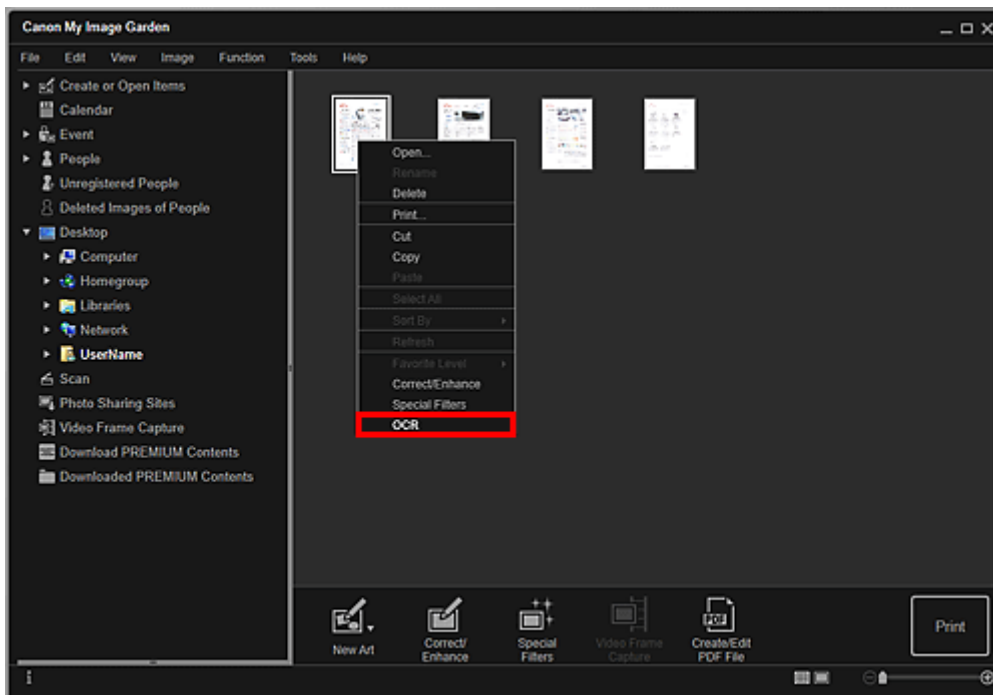 Canon My Image Garden
File Edit View Image Function Tools Help
Create or Open Items
Calendar
Event
People
Unregistered People
Deleted Images of People
Desktop
Computer
Homegroup
Libraries
Network
UserName
Scan
Photo Sharing Sites
Video Frame Capture
Download PREMIUM Contents
Downloaded PREMIUM Contents
Open...
Rename
Delete
Print...
Cut
Copy
Paste
Select All
Sort By
Refresh
Favorite Level
Correct/Enhance
Special Filters
OCR
New Art
Correct/
Enhance
Special
Filters
Video Frame
Capture
PDF
Create/Edit
PDF File
Print